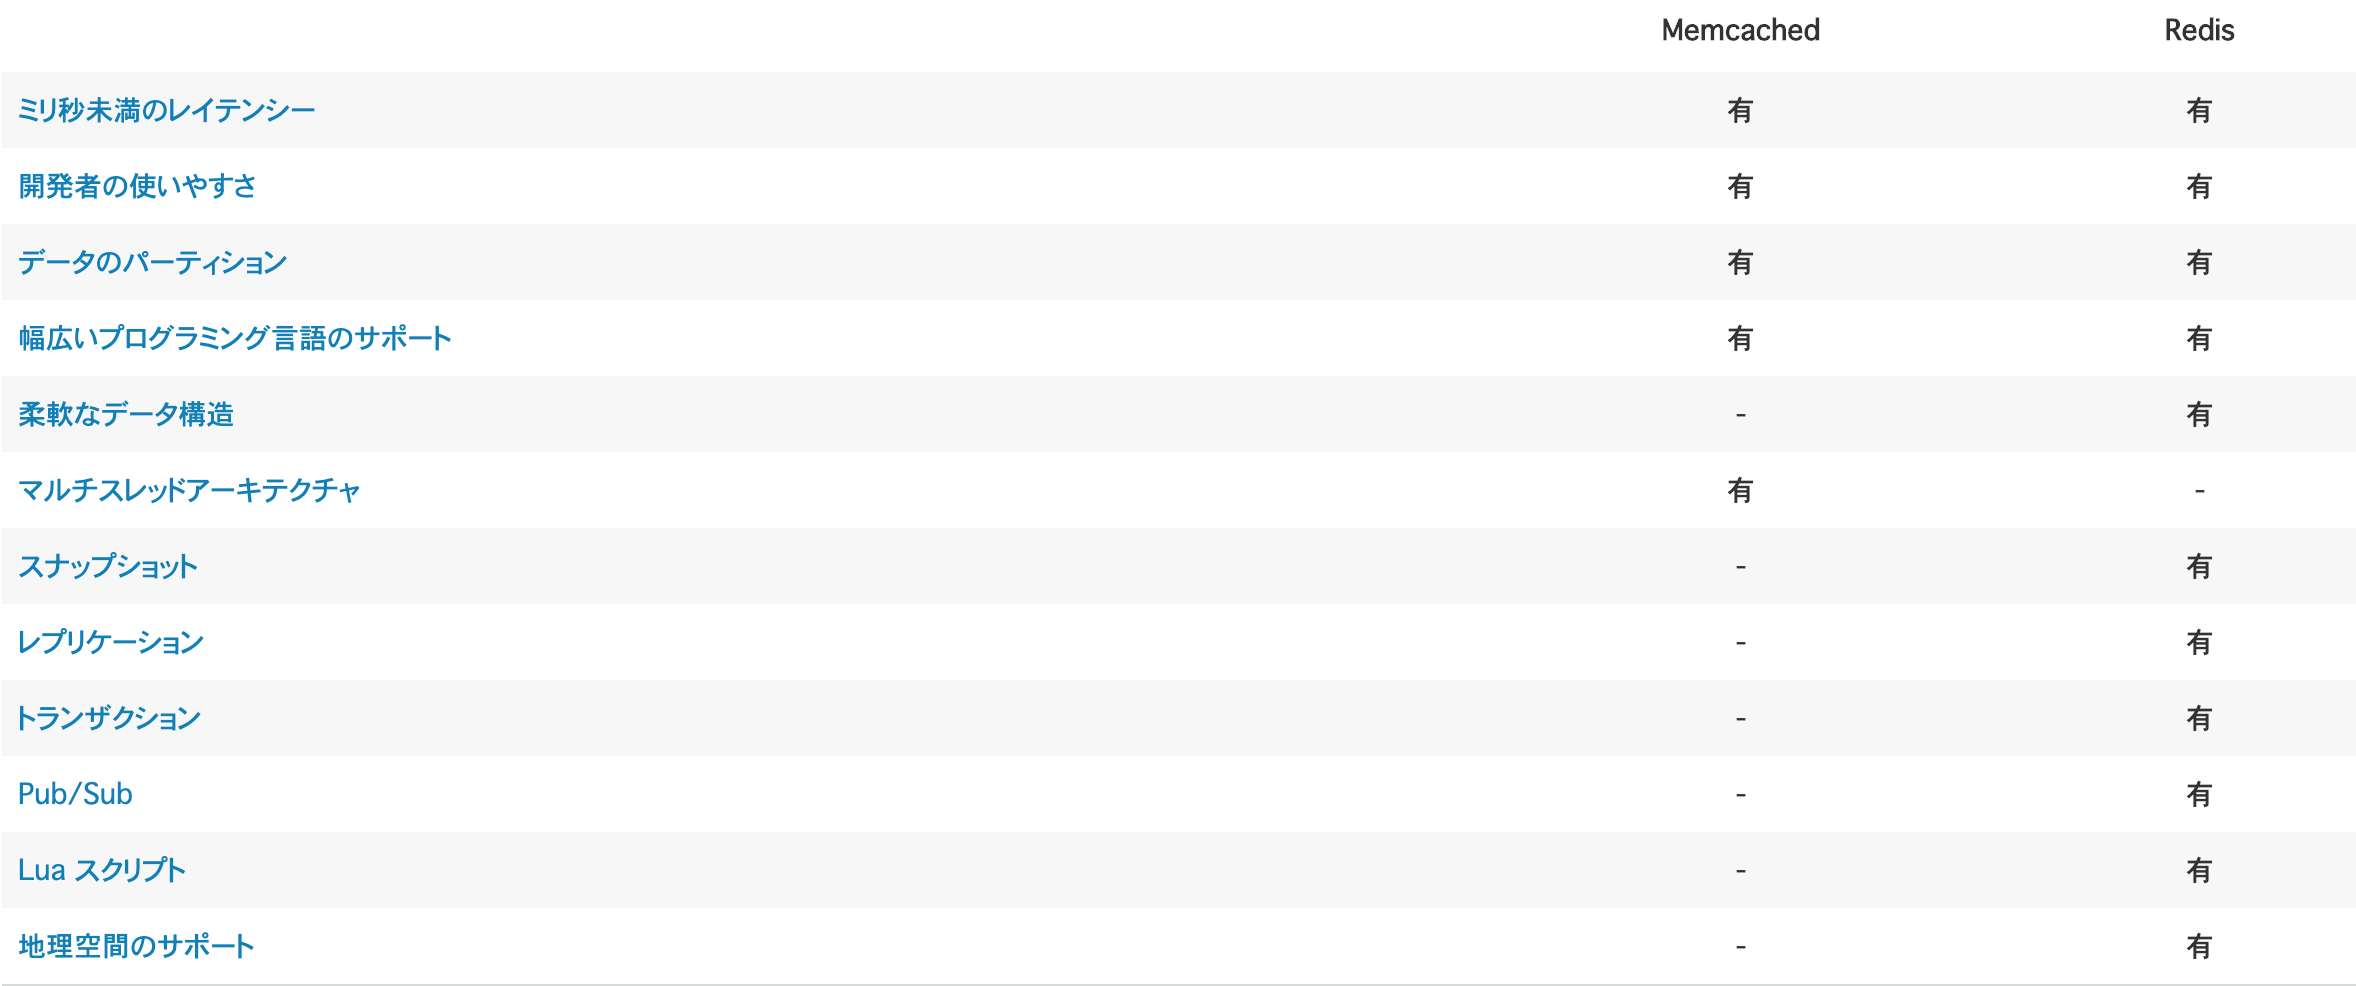 Memcached Redis
ミリ秒未満のレイテンシー 有 有
開発者の使いやすさ 有 有
データのパーティション 有 有
幅広いプログラミング言語のサポート 有 有
柔軟なデータ構造 - 有
マルチスレッドアーキテクチャ 有 -
スナップショット - 有
レプリケーション - 有
トランザクション - 有
Pub/Sub - 有
Lua スクリプト - 有
地理空間のサポート - 有